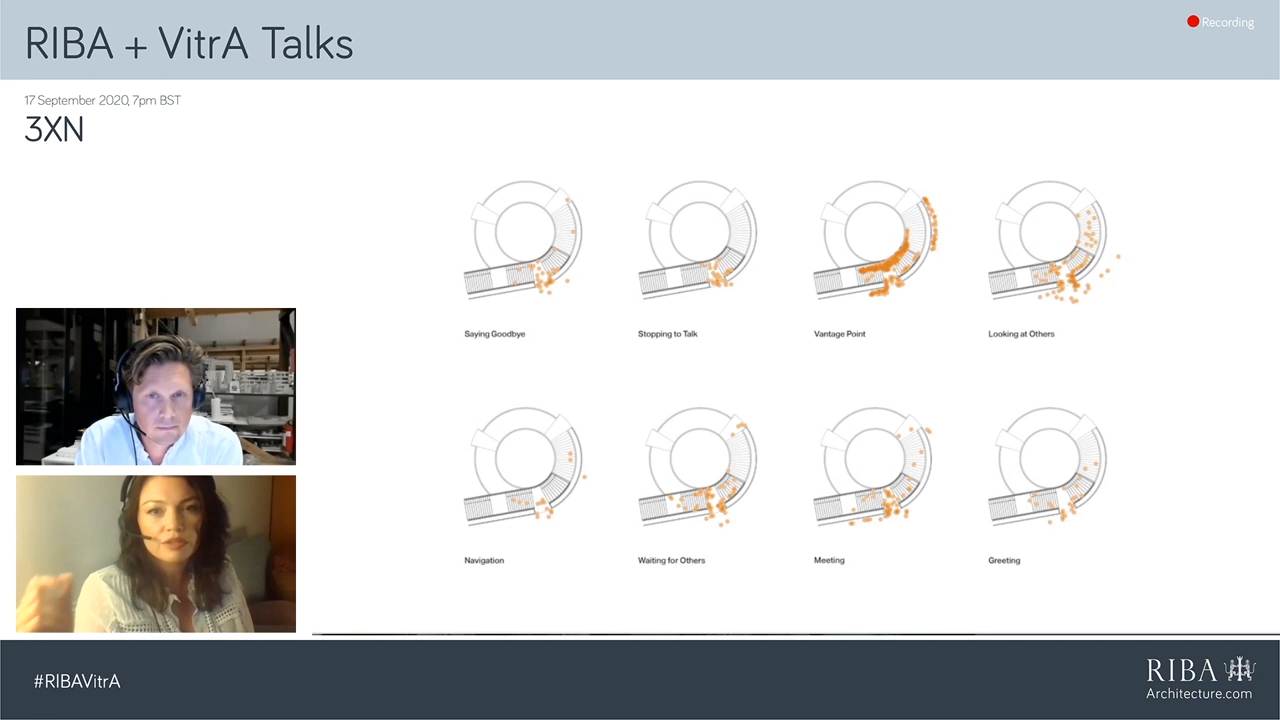 RIBA + VitrA Talks
Recording
17 September 2020, 7pm BST
3XN
Saying Goodbye
Stopping to Talk
Vantage Point
Looking at Others
Navigation
Waiting for Others
Meeting
Greeting
#RIBAVitrA
RIBA
Architecture.com